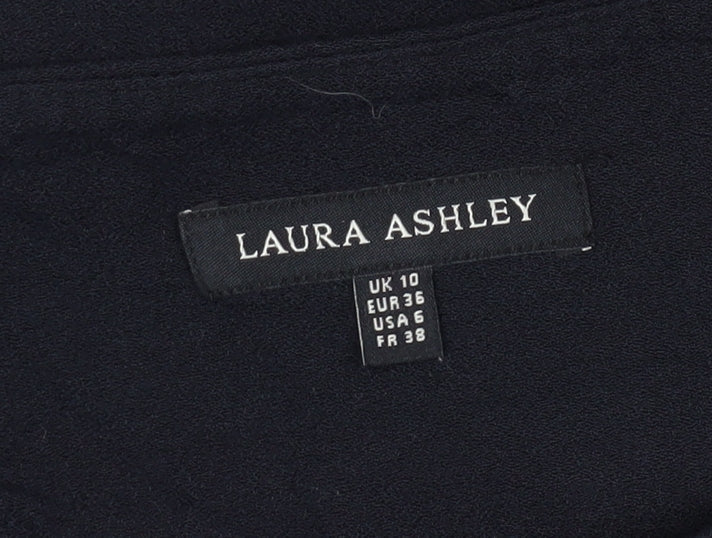 LAURA ASHLEY
UK 10
EUR 36
USA 6
FR 38